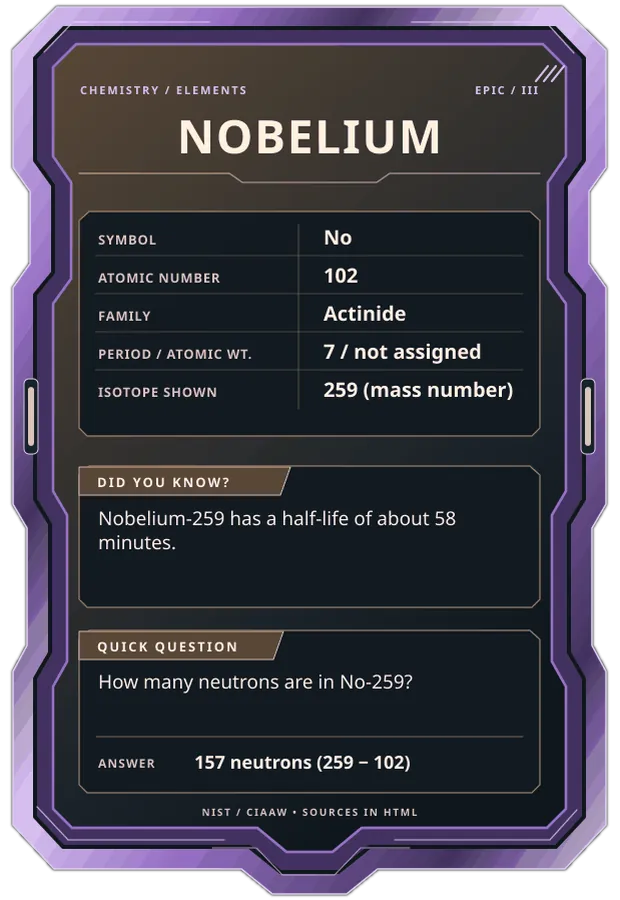 CHEMISTRY / ELEMENTS
EPIC / III
NOBELIUM
SYMBOL No
ATOMIC NUMBER 102
FAMILY Actinide
PERIOD / ATOMIC WT. 7 / not assigned
ISOTOPE SHOWN 259 (mass number)
DID YOU KNOW?
Nobelium-259 has a half-life of about 58
minutes.
QUICK QUESTION
How many neutrons are in No-259?
ANSWER 157 neutrons (259 − 102)
NIST / CIAAW • SOURCES IN HTML